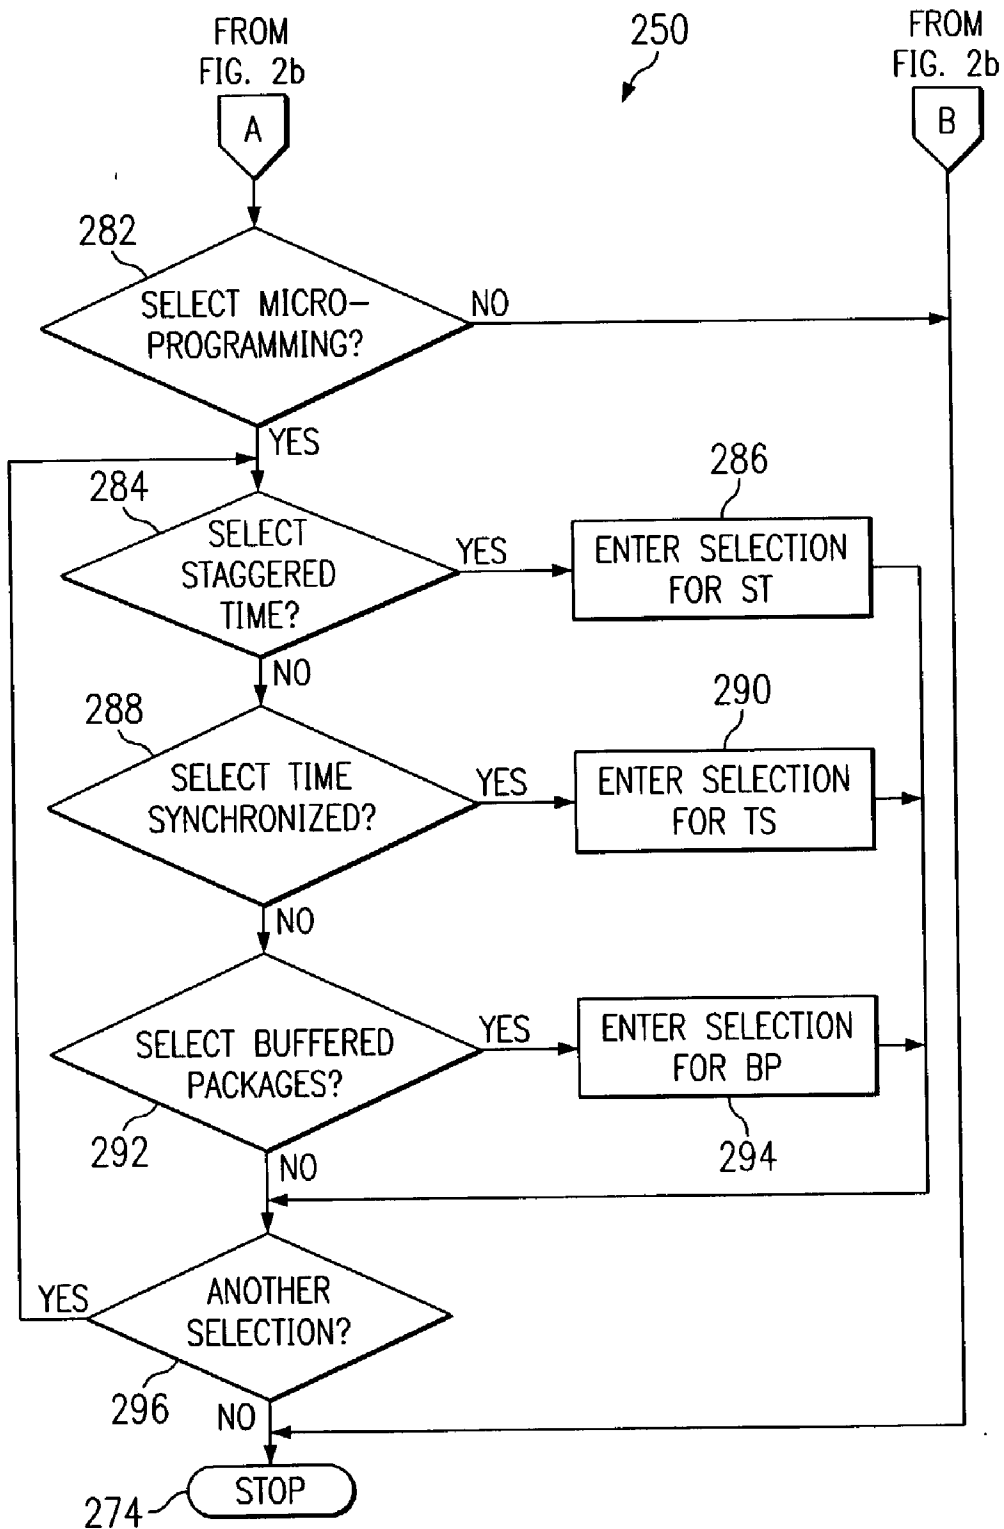 FROM
FIG. 2b
A
250
FROM
FIG. 2b
B
282
SELECT MICRO-
PROGRAMMING?
NO
YES
284
SELECT
STAGGERED
TIME?
YES
286
ENTER SELECTION
FOR ST
NO
288
SELECT TIME
SYNCHRONIZED?
YES
290
ENTER SELECTION
FOR TS
NO
SELECT BUFFERED
PACKAGES?
292
YES
ENTER SELECTION
FOR BP
294
NO
ANOTHER
SELECTION?
YES
296
NO
STOP
274